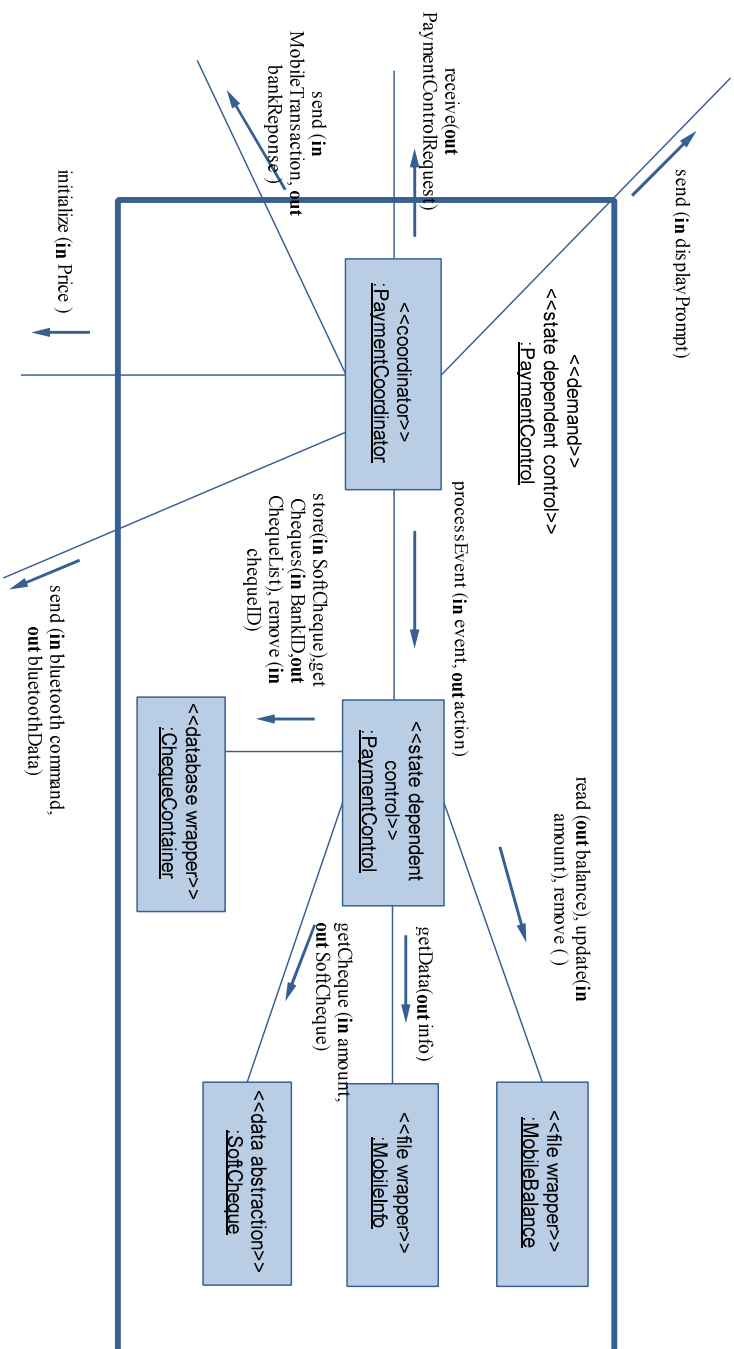 send (in displayPrompt)
<<demand>>
<<state dependent control>>
:PaymentControl
receive(out
PaymentControlRequest)
send (in
MobileTransaction, out
bankReponse )
initialize (in Price )
<<coordinator>>
:PaymentCoordinator
processEvent (in event, out action)
store(in SoftCheque),get
Cheques(in BankID,out
ChequeList), remove (in
chequeID)
send (in bluetooth command,
out bluetoothData)
<<state dependent
control>>
:PaymentControl
<<database wrapper>>
:ChequeContainer
read (out balance), update(in
amount), remove ( )
getData(out info)
getCheque (in amount,
out SoftCheque)
<<file wrapper>>
:MobileBalance
<<file wrapper>>
:MobileInfo
<<data abstraction>>
:SoftCheque